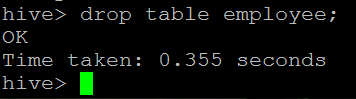 hive> drop table employee;
OK
Time taken: 0.355 seconds
hive>